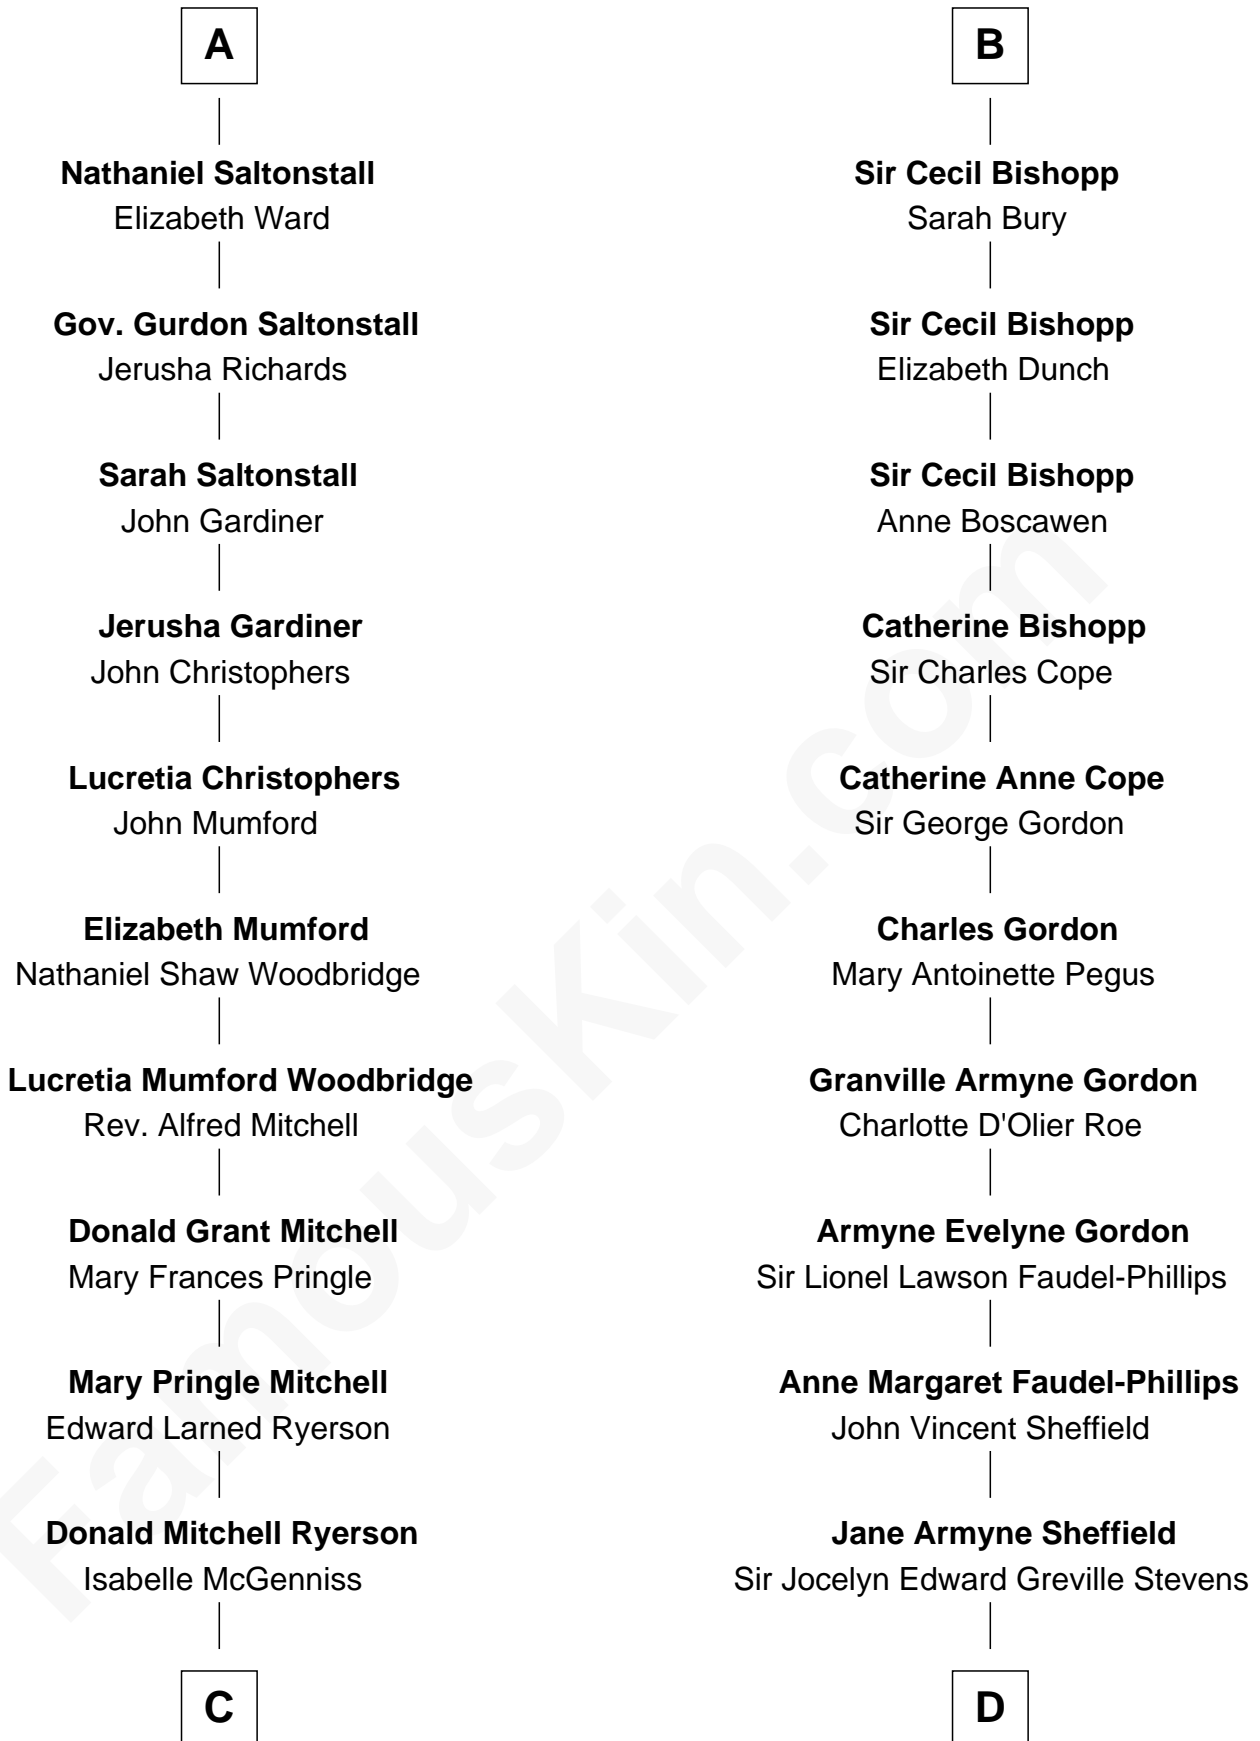 A
Nathaniel Saltonstall
Elizabeth Ward
Gov. Gurdon Saltonstall
Jerusha Richards
Sarah Saltonstall
John Gardiner
Jerusha Gardiner
John Christophers
Lucretia Christophers
John Mumford
Elizabeth Mumford
Nathaniel Shaw Woodbridge
Lucretia Mumford Woodbridge
Rev. Alfred Mitchell
Donald Grant Mitchell
Mary Frances Pringle
Mary Pringle Mitchell
Edward Larned Ryerson
Donald Mitchell Ryerson
Isabelle McGenniss
C
B
Sir Cecil Bishopp
Sarah Bury
Sir Cecil Bishopp
Elizabeth Dunch
Sir Cecil Bishopp
Anne Boscawen
Catherine Bishopp
Sir Charles Cope
Catherine Anne Cope
Sir George Gordon
Charles Gordon
Mary Antoinette Pegus
Granville Armyne Gordon
Charlotte D'Olier Roe
Armyne Evelyne Gordon
Sir Lionel Lawson Faudel-Phillips
Anne Margaret Faudel-Phillips
John Vincent Sheffield
Jane Armyne Sheffield
Sir Jocelyn Edward Greville Stevens
D
FamousKin.com